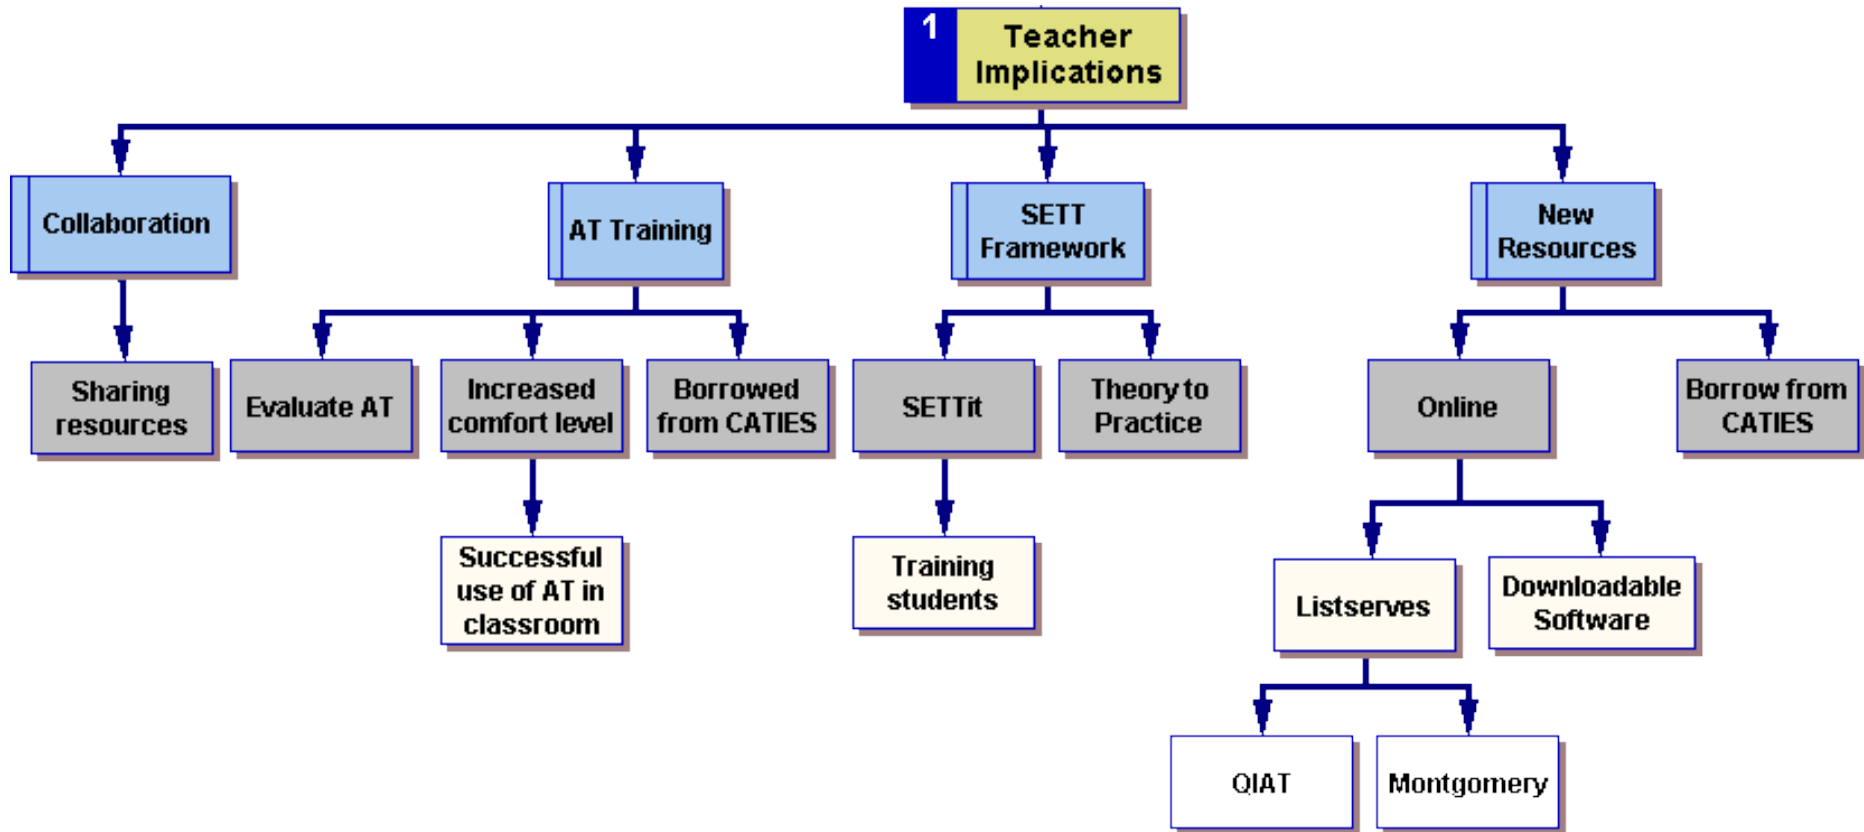 1
Teacher
Implications
Collaboration
AT Training
SETT
Framework
New
Resources
Sharing
resources
Evaluate AT
Increased
comfort level
Borrowed
from CATIES
SETTit
Theory to
Practice
Online
Borrow from
CATIES
Successful
use of AT in
classroom
Training
students
Listserves
Downloadable
Software
QIAT
Montgomery